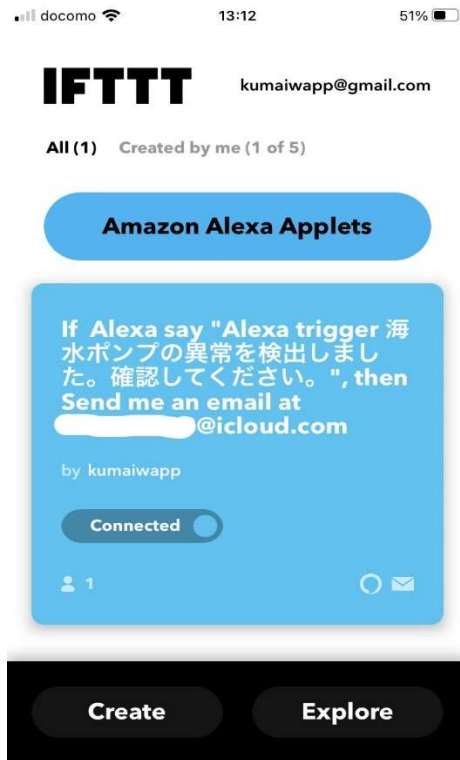 docomo 13:12 51%
IFTTT kumaiwapp@gmail.com
All (1) Created by me (1 of 5)
Amazon Alexa Applets
If Alexa say "Alexa trigger 海
水ポンプの異常を検出しまし
た。確認してください。", then
Send me an email at
@icloud.com
by kumaiwapp
Connected
1
Create Explore